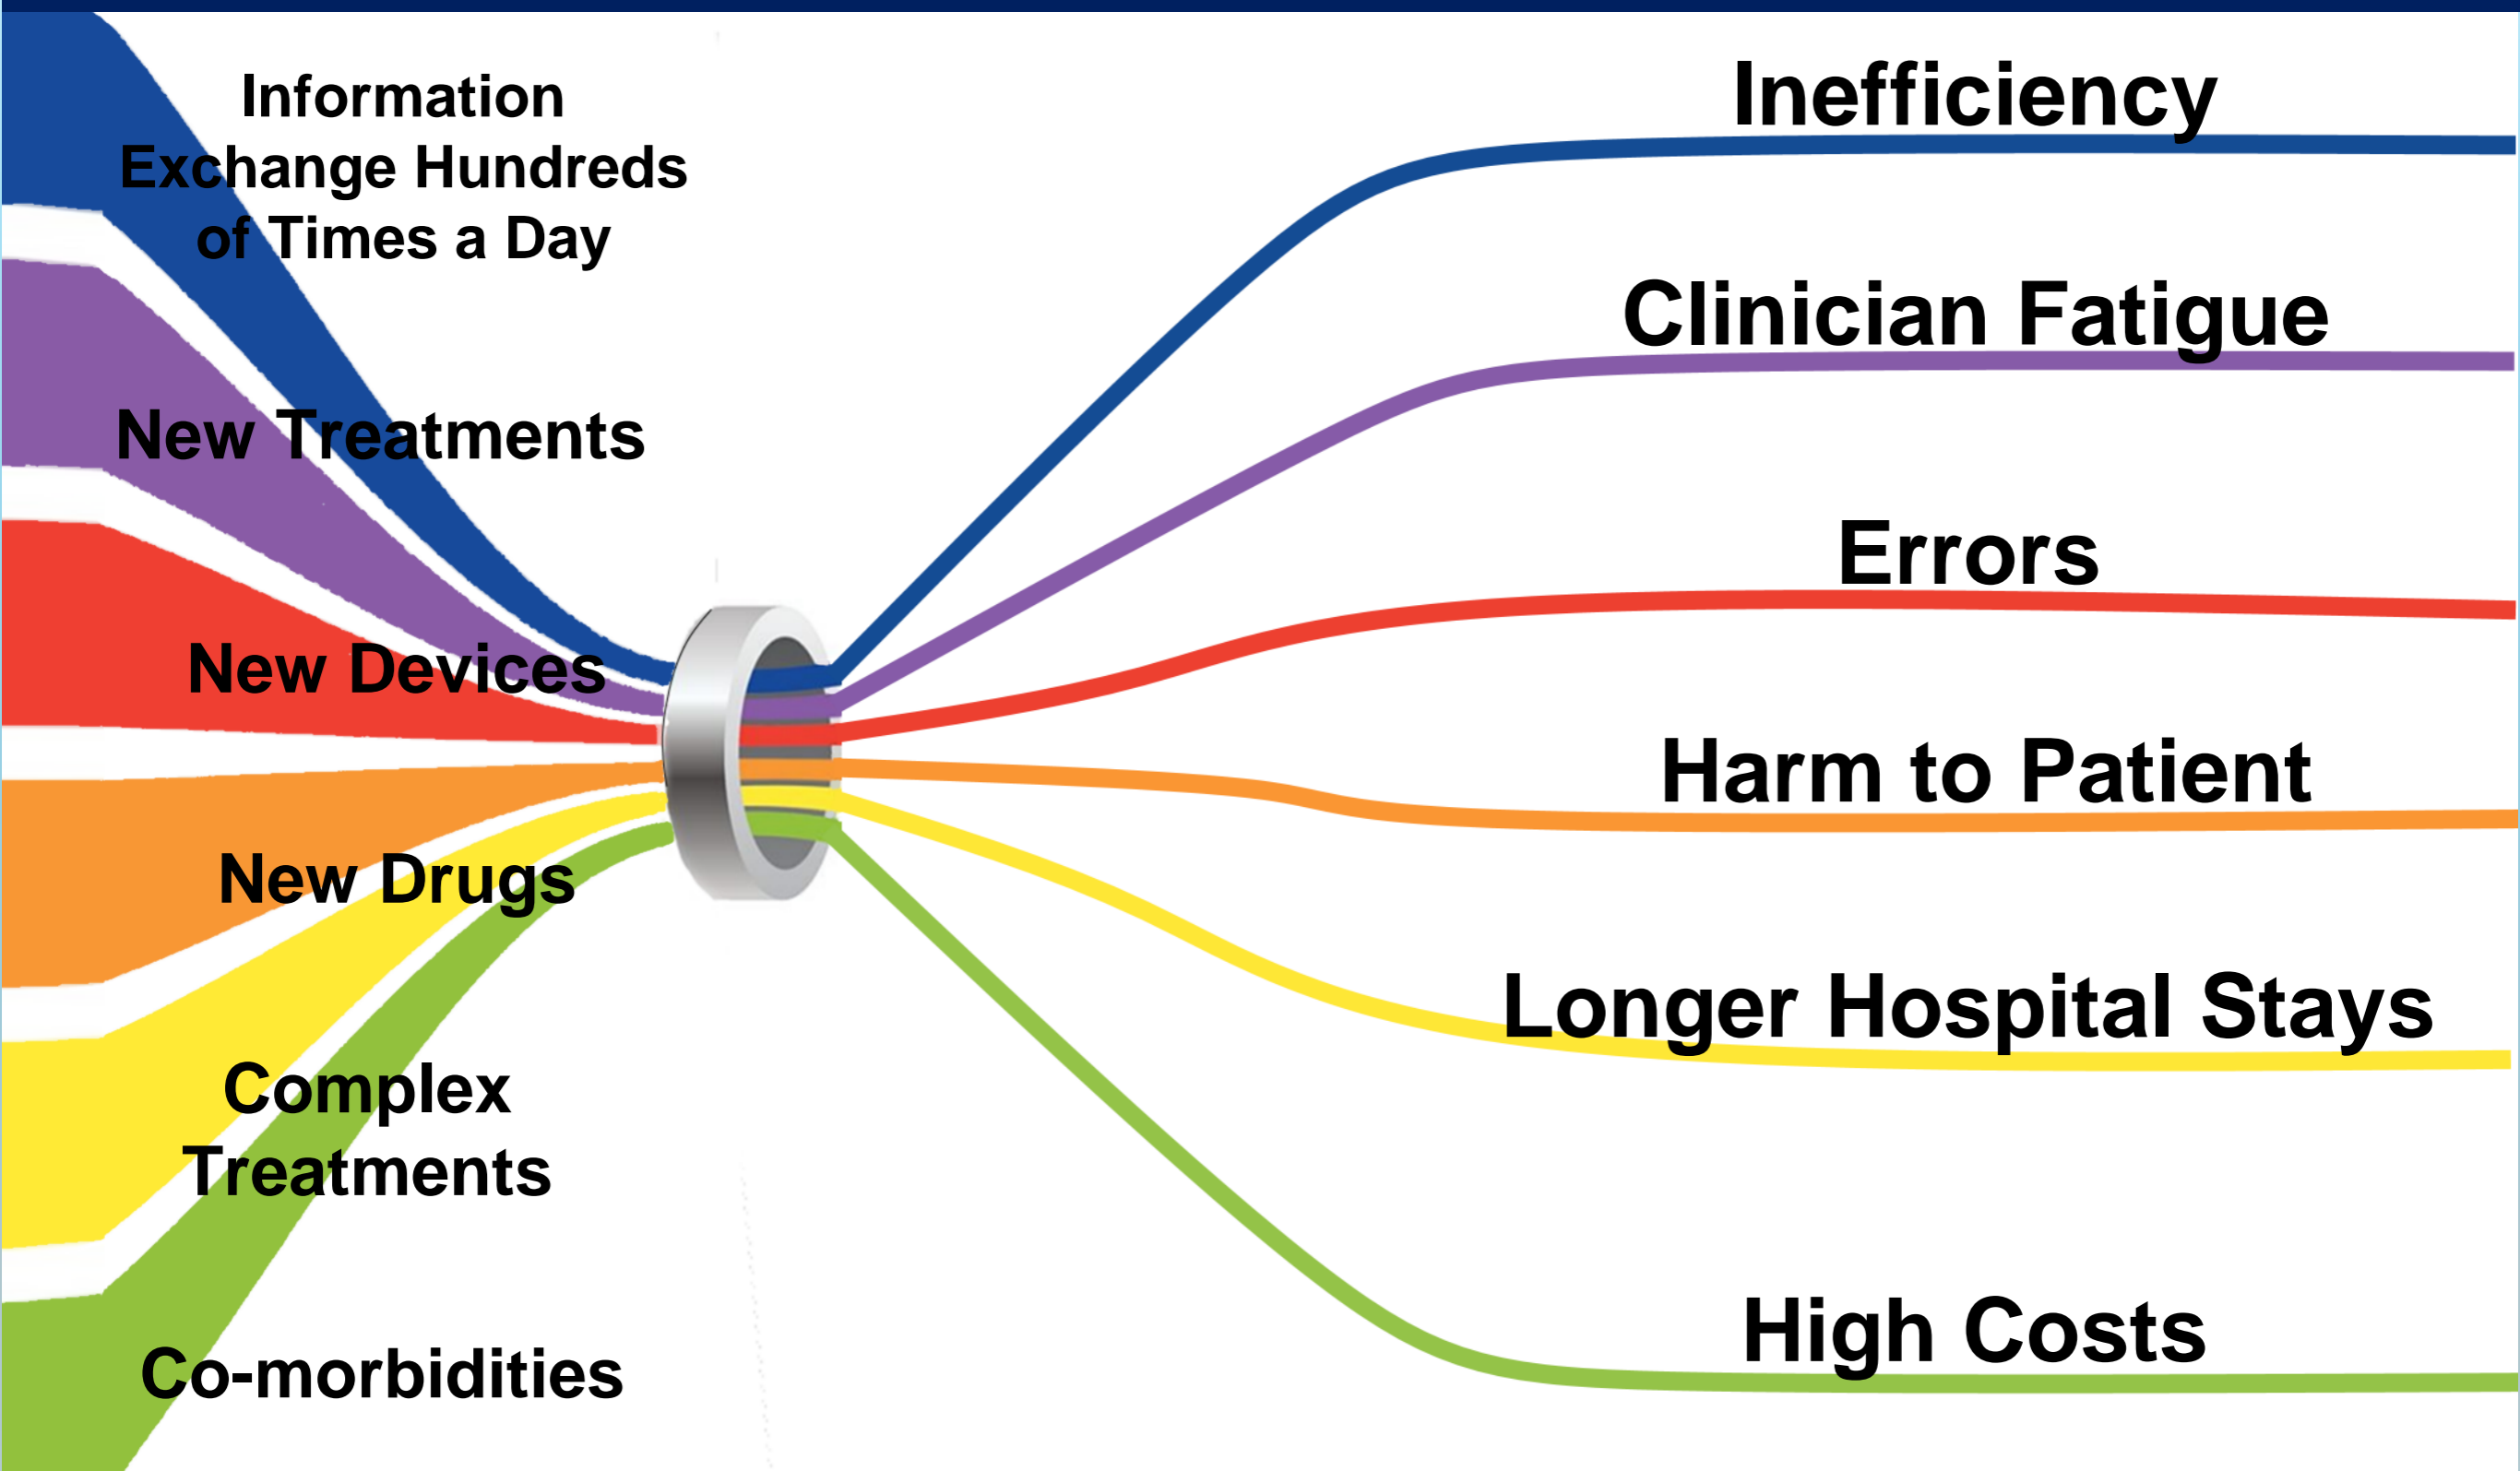 Information
Exchange Hundreds
of Times a Day
New Treatments
New Devices
New Drugs
Complex
Treatments
Co-morbidities
Inefficiency
Clinician Fatigue
Errors
Harm to Patient
Longer Hospital Stays
High Costs